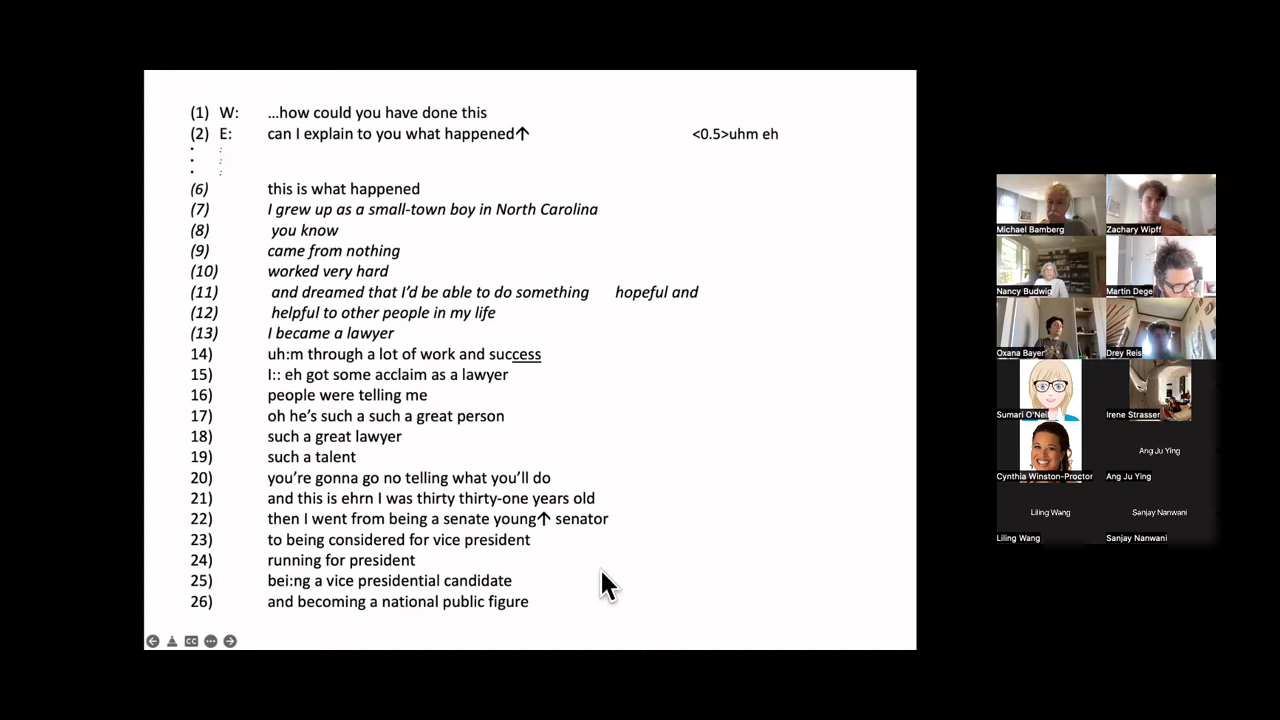 (1) W: ...how could you have done this
(2) E: can I explain to you what happened↑ <0.5>uhm eh
• :
• :
• :
(6) this is what happened
(7) I grew up as a small-town boy in North Carolina
(8) you know
(9) came from nothing
(10) worked very hard
(11) and dreamed that I'd be able to do something hopeful and
(12) helpful to other people in my life
(13) I became a lawyer
14) uh:m through a lot of work and success
15) I:: eh got some acclaim as a lawyer
16) people were telling me
17) oh he's such a such a great person
18) such a great lawyer
19) such a talent
20) you're gonna go no telling what you'll do
21) and this is ehrn I was thirty thirty-one years old
22) then I went from being a senate young↑ senator
23) to being considered for vice president
24) running for president
25) bei:ng a vice presidential candidate
26) and becoming a national public figure
CC
Michael Bamberg
Zachary Wipff
Nancy Budwig
Martin Dege
Oxana Bayer
Drey Reis
Sumari O'Neil
Irene Strasser
Cynthia Winston-Proctor
Ang Ju Ying
Ang Ju Ying
Liling Wang
Liling Wang
Sanjay Nanwani
Sanjay Nanwani